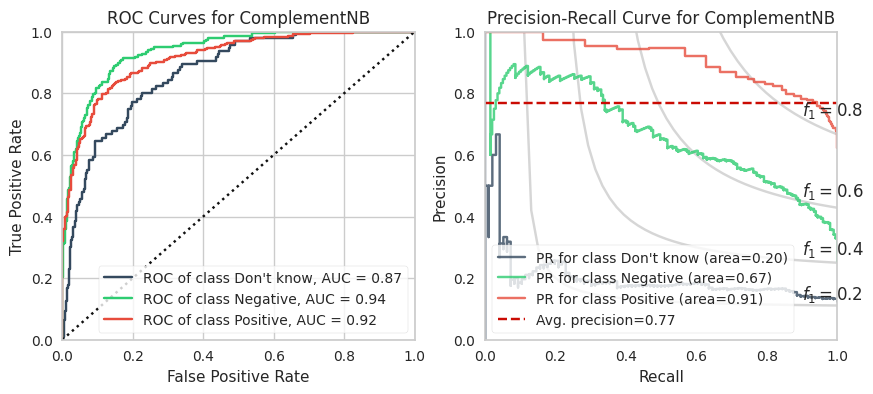 ROC Curves for ComplementNB
1.0
0.8
0.6
0.4
0.2
0.0
True Positive Rate
ROC of class Don't know, AUC = 0.87
ROC of class Negative, AUC = 0.94
ROC of class Positive, AUC = 0.92
0.0 0.2 0.4 0.6 0.8 1.0
False Positive Rate
Precision-Recall Curve for ComplementNB
1.0
0.8
0.6
0.4
0.2
0.0
Precision
f₁ = 0.8
f₁ = 0.6
f₁ = 0.4
f₁ = 0.2
PR for class Don't know (area=0.20)
PR for class Negative (area=0.67)
PR for class Positive (area=0.91)
Avg. precision=0.77
0.0 0.2 0.4 0.6 0.8 1.0
Recall